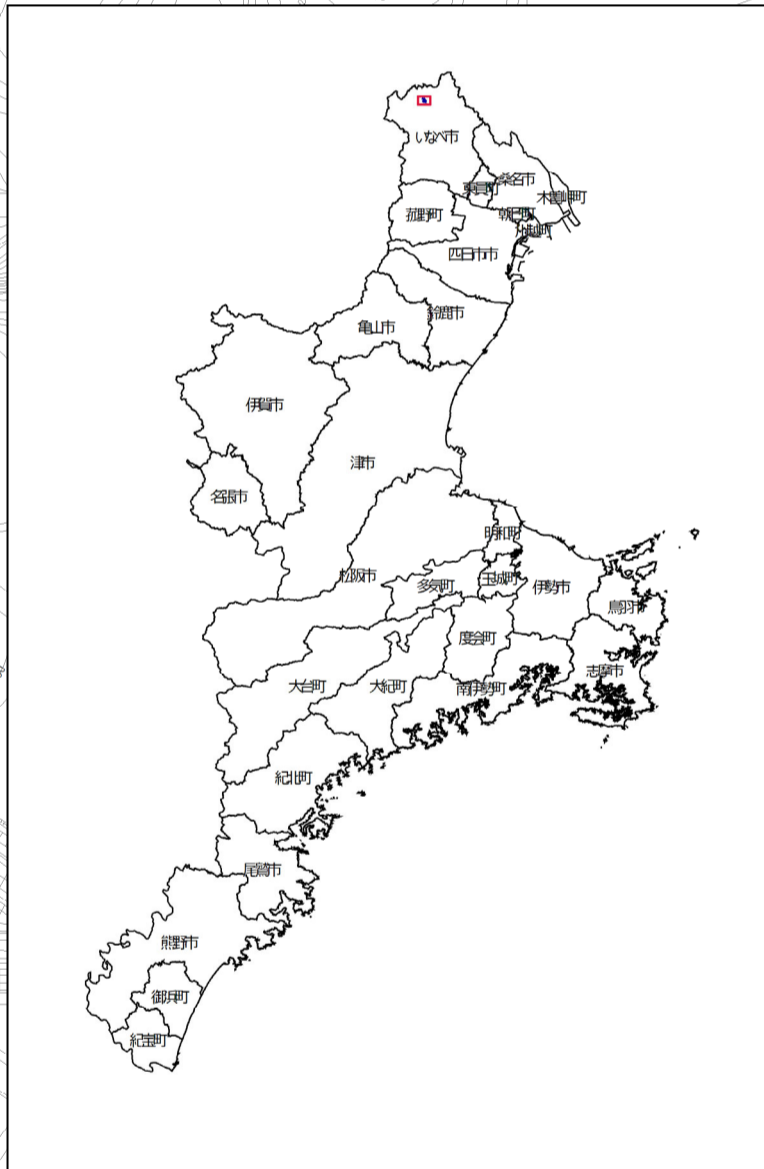 いなべ市
桑名市
東員町
木曽岬町
菰野町
朝日町
川越町
四日市市
鈴鹿市
亀山市
伊賀市
津市
名張市
明和町
松阪市
多気町
玉城町
伊勢市
鳥羽市
度会町
志摩市
大台町
大紀町
南伊勢町
紀北町
尾鷲市
熊野市
御浜町
紀宝町